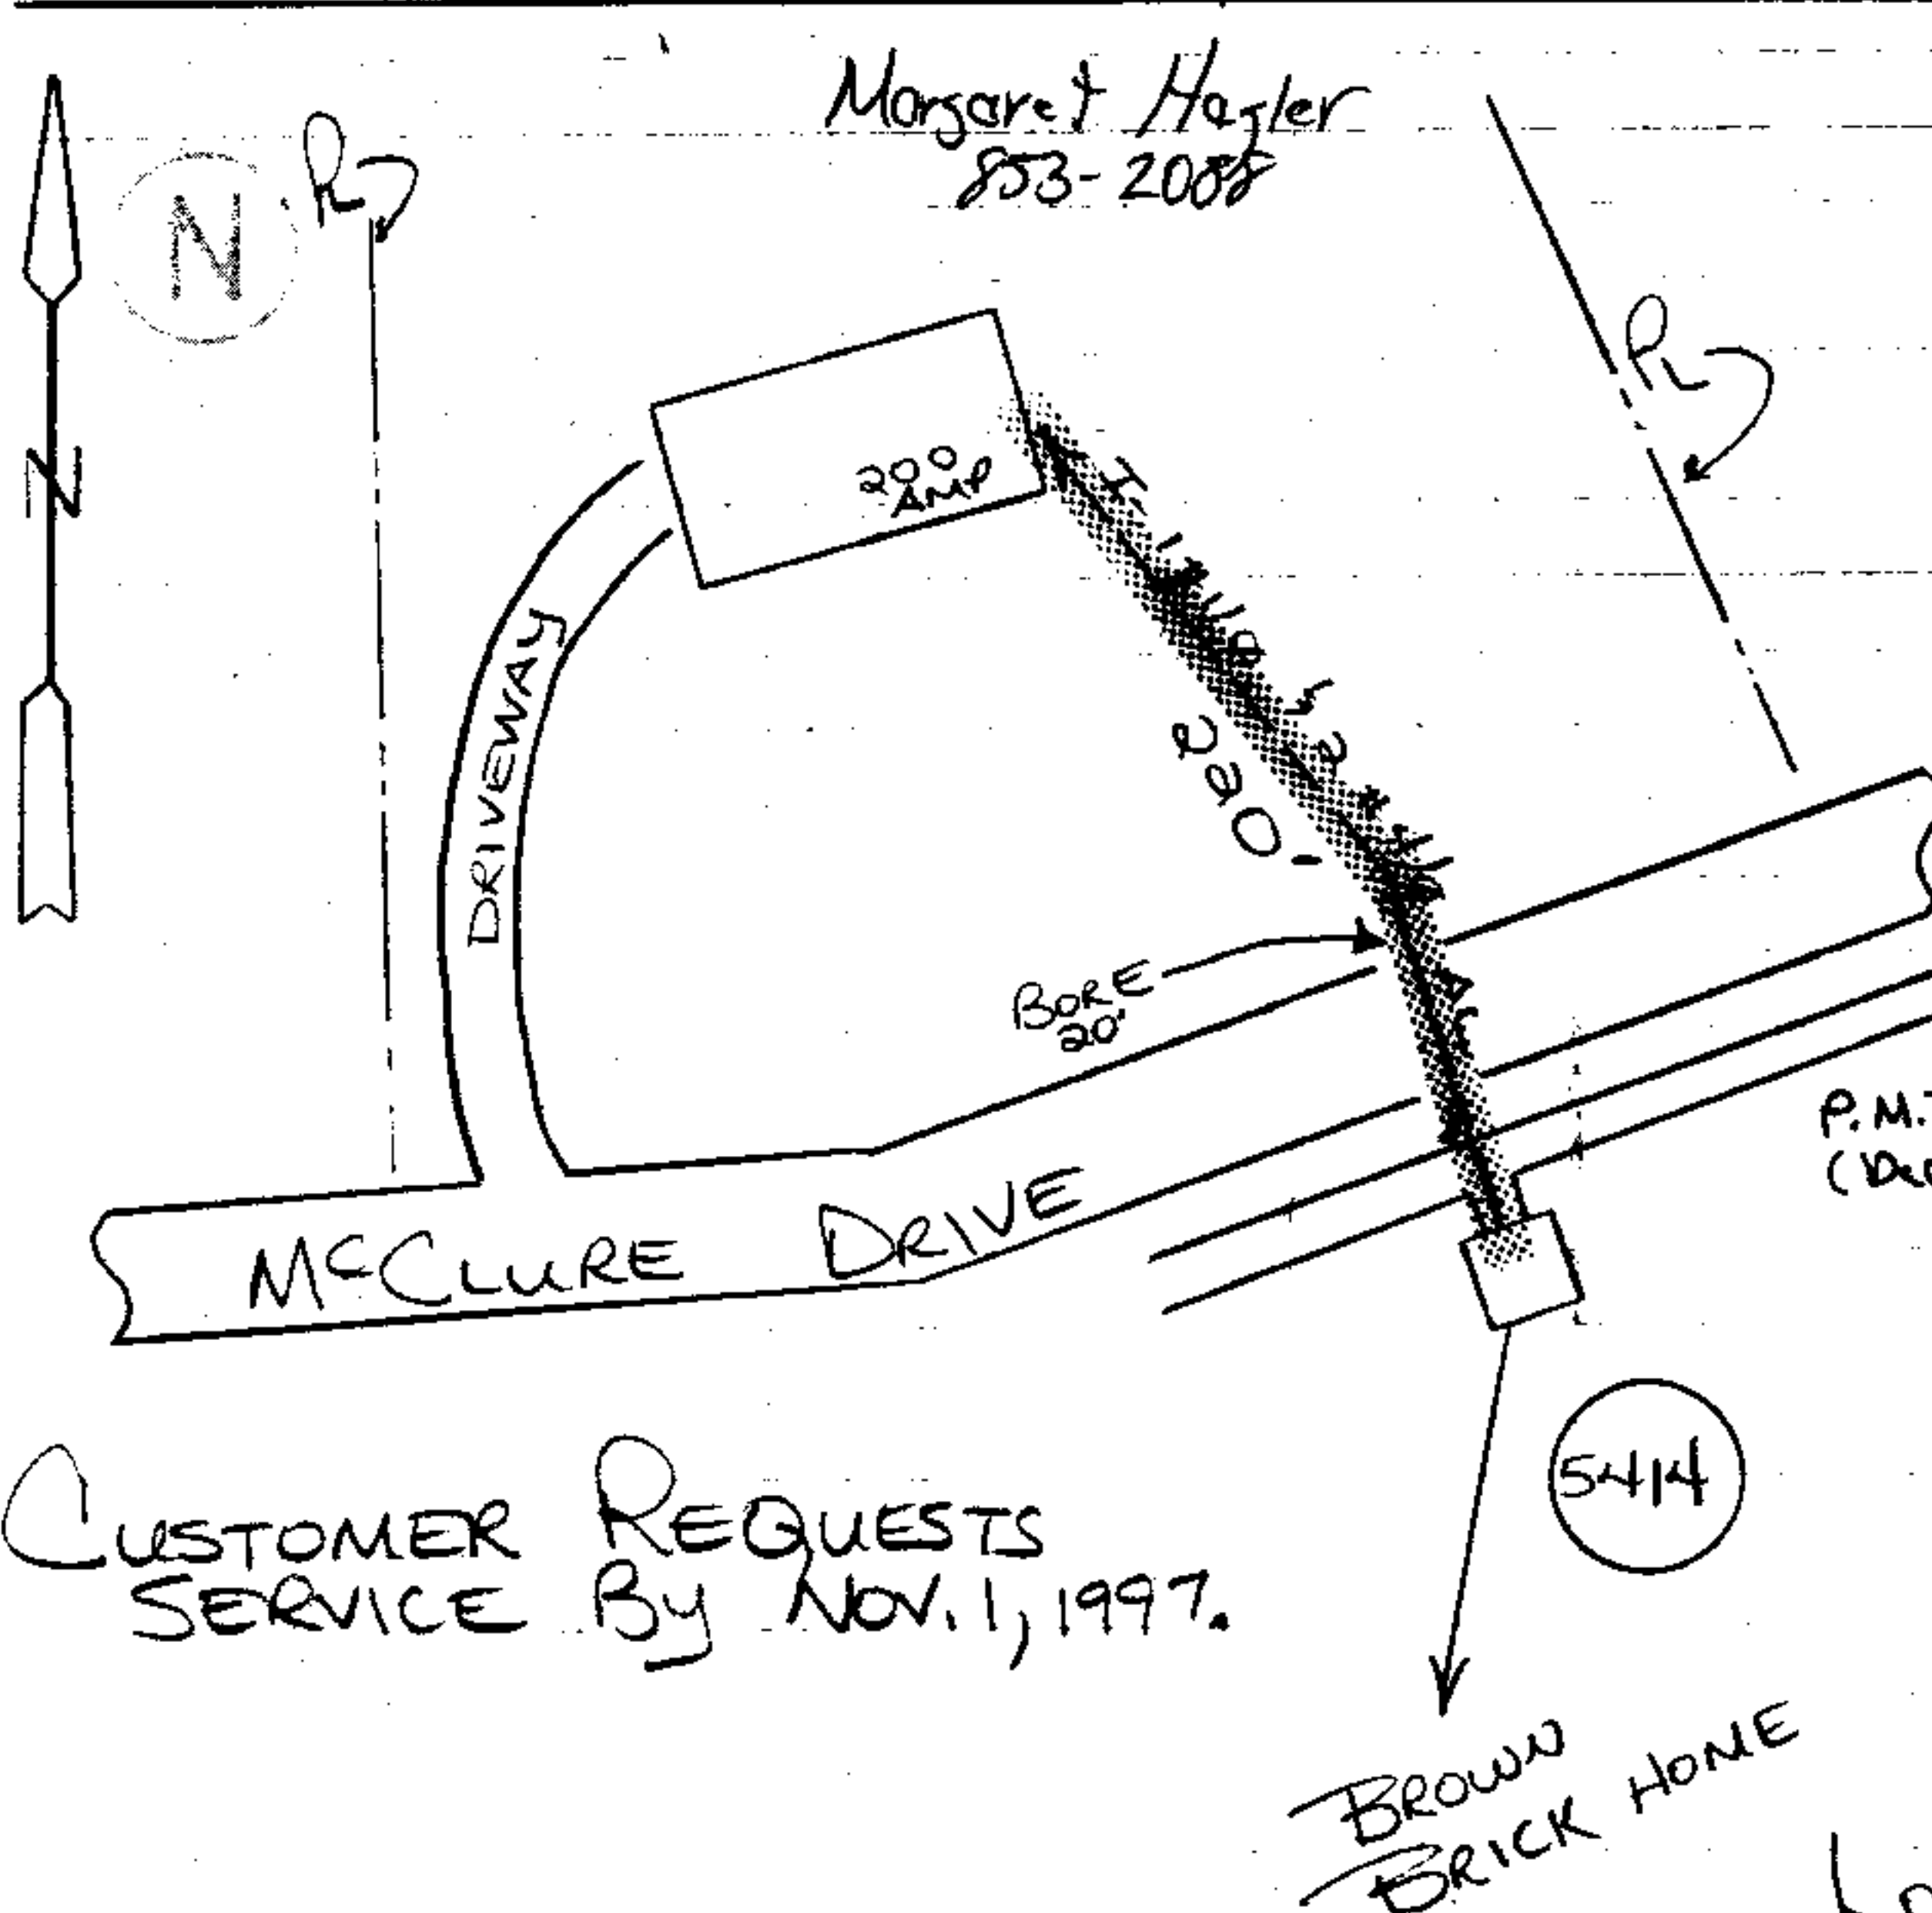 Margaret Hagler
853-2088
N
PL
PL
N
200
AMP
DRIVEWAY
220'
BORE
20'
P.M.
McCLURE DRIVE
5414
CUSTOMER REQUESTS
SERVICE By NOV. 1, 1997.
BROWN
BRICK HOME